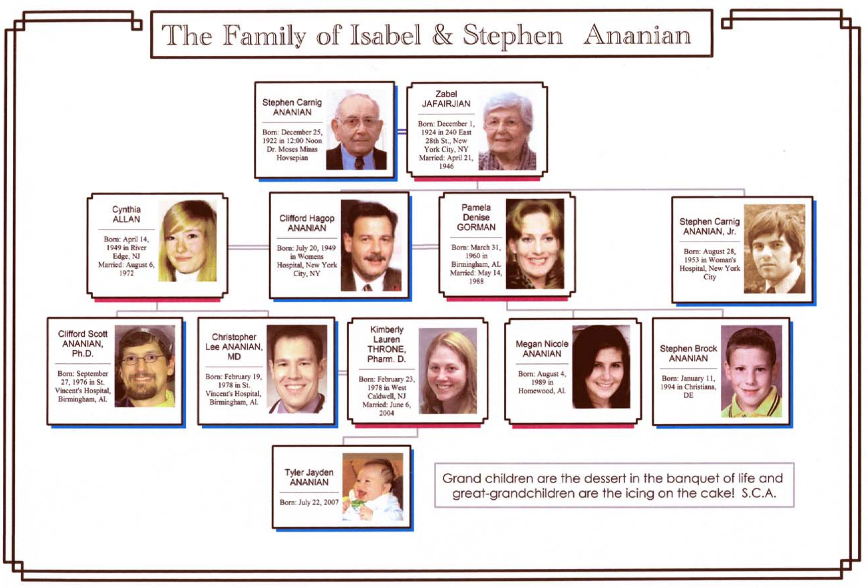 The Family of Isabel & Stephen Ananian
Stephen Carnig
ANANIAN
Born: December 25,
1922 in 12:00 Noon
Dr. Moses Minas
Hovsepian
Zabel
JAFAIRJIAN
Born: December 1,
1924 in 240 East
28th St., New
York City, NY
Married: April 21,
1946
Cynthia
ALLAN
Born: April 14,
1949 in River
Edge, NJ
Married: August 6,
1972
Clifford Hagop
ANANIAN
Born: July 20, 1949
in Womens
Hospital, New York
City, NY
Pamela
Denise
GORMAN
Born: March 31,
1960 in
Birmingham, AL
Married: May 14,
1988
Stephen Carnig
ANANIAN, Jr.
Born: August 28,
1953 in Woman's
Hospital, New York
City
Clifford Scott
ANANIAN,
Ph.D.
Born: September
27, 1976 in St.
Vincent's Hospital,
Birmingham, Al.
Christopher
Lee ANANIAN,
MD
Born: February 19,
1978 in St.
Vincent's Hospital,
Birmingham, Al.
Kimberly
Lauren
THRONE,
Pharm. D.
Born: February 23,
1978 in West
Caldwell, NJ
Married: June 6,
2004
Megan Nicole
ANANIAN
Born: August 4,
1989 in
Homewood, Al.
Stephen Brock
ANANIAN
Born: January 11,
1994 in Christiana,
DE
Tyler Jayden
ANANIAN
Born: July 22, 2007
Grand children are the dessert in the banquet of life and
great-grandchildren are the icing on the cake! S.C.A.